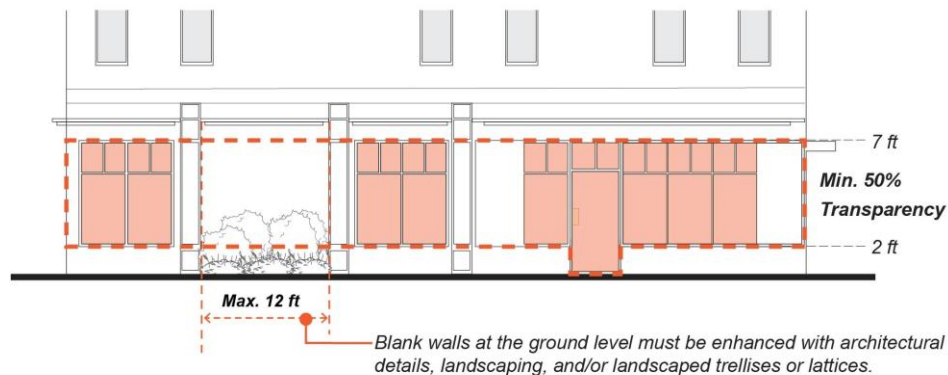 7 ft
Min. 50%
Transparency
2 ft
Max. 12 ft
Blank walls at the ground level must be enhanced with architectural
details, landscaping, and/or landscaped trellises or lattices.